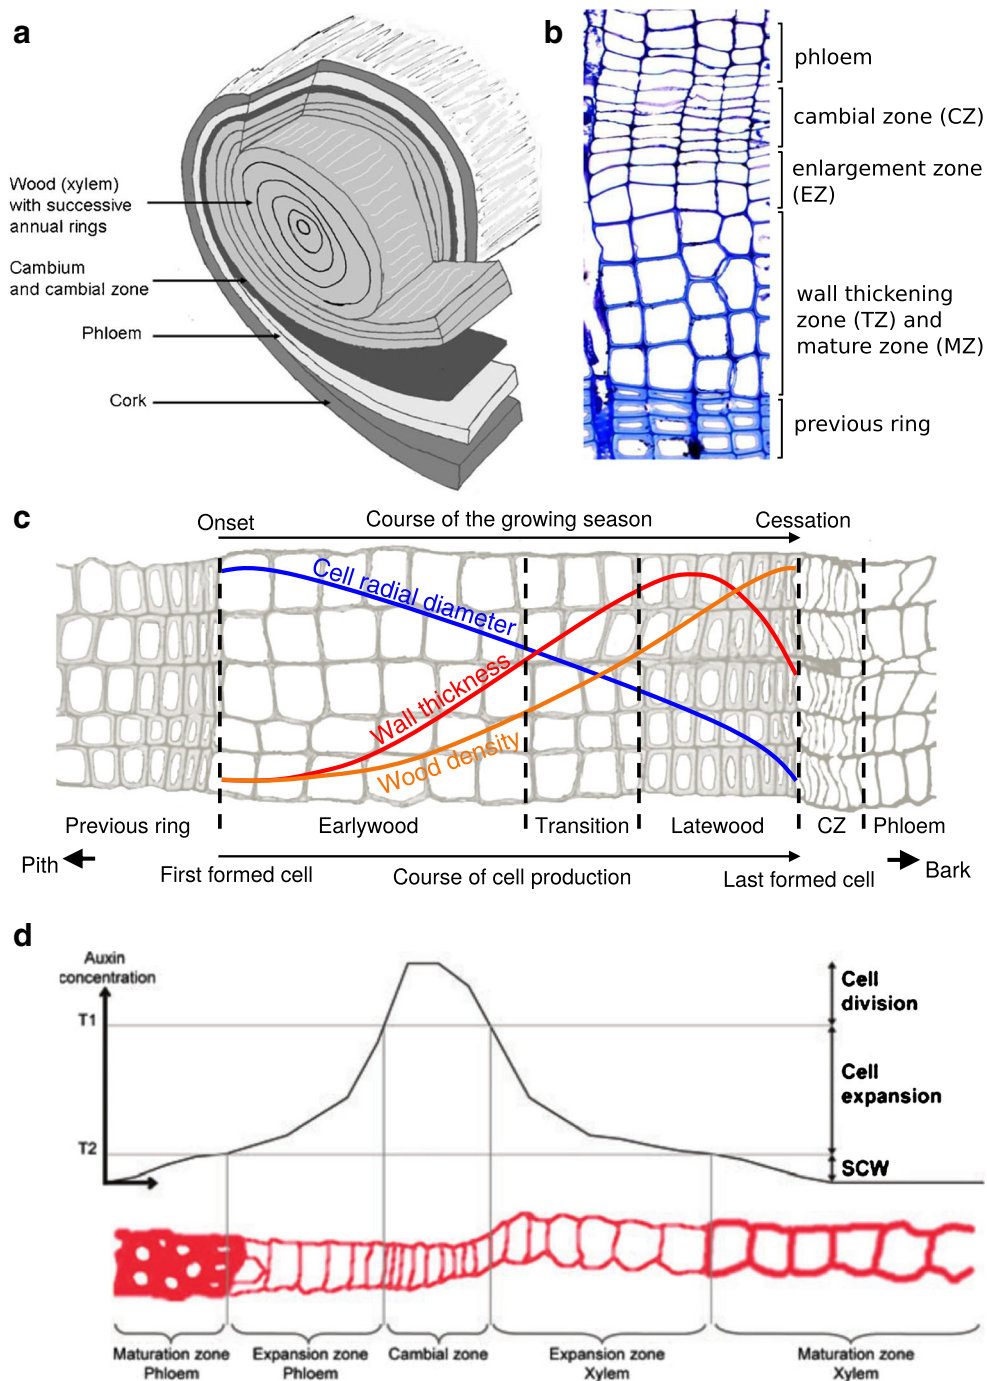 a
Wood (xylem)
with successive
annual rings
Cambium
and cambial zone
Phloem
Cork
b
phloem
cambial zone (CZ)
enlargement zone
(EZ)
wall thickening
zone (TZ) and
mature zone (MZ)
previous ring
c
Onset
Course of the growing season
Cessation
Cell radial diameter
Wall thickness
Wood density
Previous ring
Earlywood
Transition
Latewood
CZ
Phloem
Pith
First formed cell
Course of cell production
Last formed cell
Bark
d
Auxin
concentration
T1
T2
Cell
division
Cell
expansion
SCW
Maturation zone
Phloem
Expansion zone
Phloem
Cambial zone
Expansion zone
Xylem
Maturation zone
Xylem